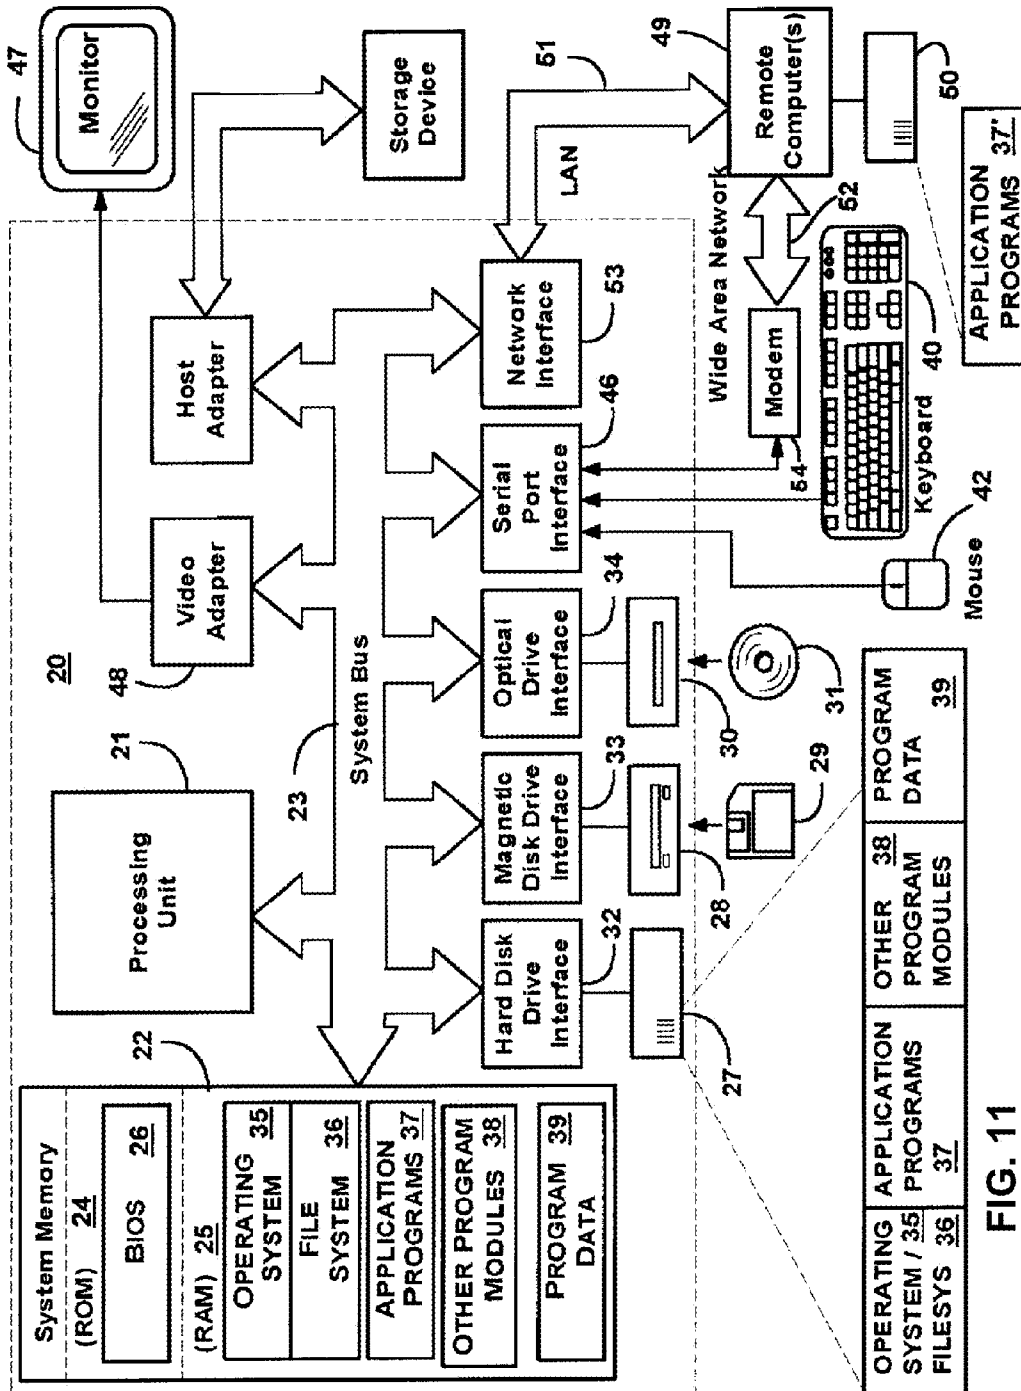 System Memory
(ROM) 24
BIOS 26
(RAM) 25
OPERATING
SYSTEM 35
FILE
SYSTEM 36
APPLICATION
PROGRAMS 37
OTHER PROGRAM
MODULES 38
PROGRAM
DATA 39
22
Processing
Unit
21
20
Video
Adapter
48
Host
Adapter
Monitor
47
Storage
Device
23
System Bus
Hard Disk
Drive
Interface
32
Magnetic
Disk Drive
Interface
33
Optical
Drive
Interface
34
Serial
Port
Interface
46
Network
Interface
53
LAN
51
27
28
29
30
31
Wide Area Network
Modem
54
52
Remote
Computer(s)
49
50
Keyboard
40
Mouse
42
APPLICATION
PROGRAMS 37"
OPERATING
SYSTEM / 35
FILESYS 36
APPLICATION
PROGRAMS
37
OTHER 38
PROGRAM
MODULES
PROGRAM
DATA
39
FIG. 11